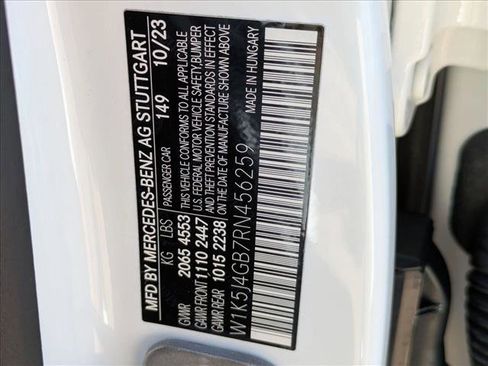 MFD BY MERCEDES-BENZ AG STUTTGART
PASSENGER CAR 149 10/23
KG LBS
GVWR 2065 4553
GAWR FRONT 1110 2447
GAWR REAR 1015 2238
THIS VEHICLE CONFORMS TO ALL APPLICABLE
U.S. FEDERAL MOTOR VEHICLE SAFETY, BUMPER
AND THEFT PREVENTION STANDARDS IN EFFECT
ON THE DATE OF MANUFACTURE SHOWN ABOVE
W1K5J4GB7RN456259
MADE IN HUNGARY